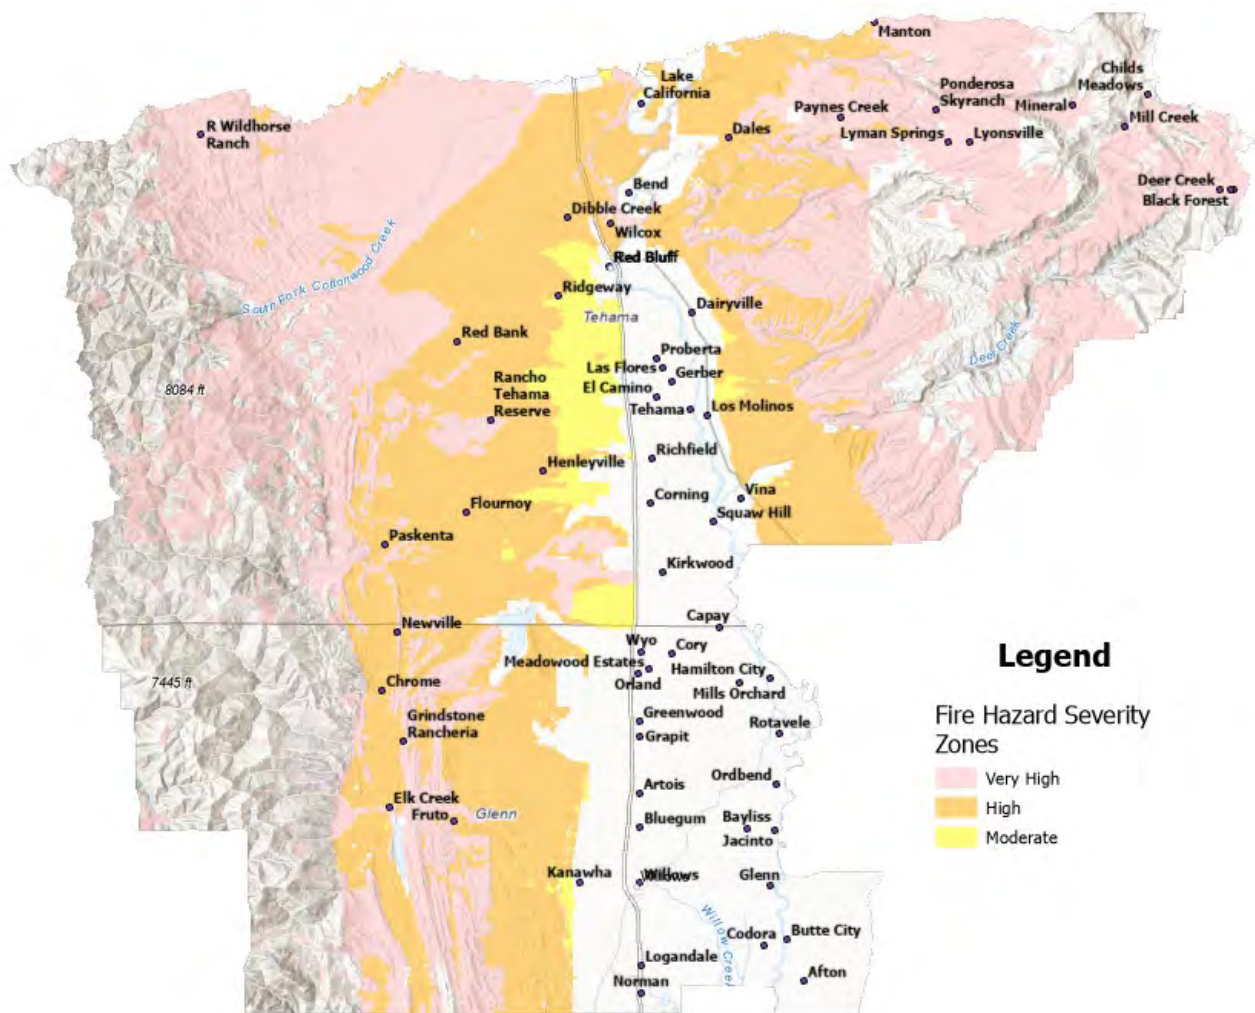 Manton
Lake
California
Childs
Meadows
Ponderosa
Skyranch
Paynes Creek
Mineral
Mill Creek
R Wildhorse
Ranch
Dales
Lyman Springs
Lyonsville
Bend
Deer Creek
Black Forest
Dibble Creek
Wilcox
South Fork Cottonwood Creek
Red Bluff
Ridgeway
Tehama
Dairyville
Red Bank
Deer Creek
Proberta
Las Flores
Gerber
El Camino
Rancho
Tehama
Reserve
8084 ft
Tehama
Los Molinos
Richfield
Henleyville
Corning
Vina
Flournoy
Squaw Hill
Paskenta
Kirkwood
Newville
Capay
Wyo
Cory
Meadowood Estates
Hamilton City
Orland
Mills Orchard
7445 ft
Chrome
Legend
Greenwood
Grindstone
Rancheria
Grapit
Rotavele
Fire Hazard Severity
Zones
Very High
High
Moderate
Artois
Ordbend
Elk Creek
Fruto
Glenn
Bluegum
Bayliss
Jacinto
Kanawha
Willows
Glenn
Willow Creek
Codora
Butte City
Logandale
Afton
Norman